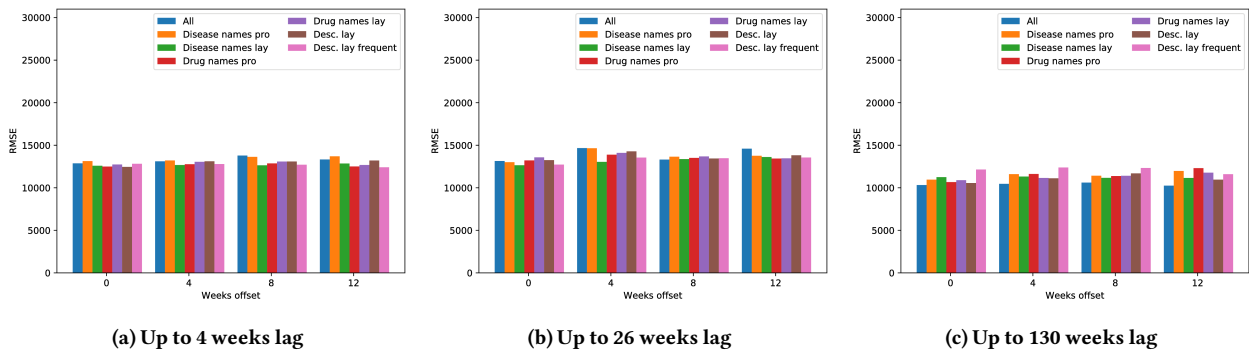 30000
25000
20000
15000
10000
5000
0
RMSE
All
Disease names pro
Disease names lay
Drug names pro
Drug names lay
Desc. lay
Desc. lay frequent
0 4 8 12
Weeks offset
(a) Up to 4 weeks lag
30000
25000
20000
15000
10000
5000
0
RMSE
All
Disease names pro
Disease names lay
Drug names pro
Drug names lay
Desc. lay
Desc. lay frequent
0 4 8 12
Weeks offset
(b) Up to 26 weeks lag
30000
25000
20000
15000
10000
5000
0
RMSE
All
Disease names pro
Disease names lay
Drug names pro
Drug names lay
Desc. lay
Desc. lay frequent
0 4 8 12
Weeks offset
(c) Up to 130 weeks lag